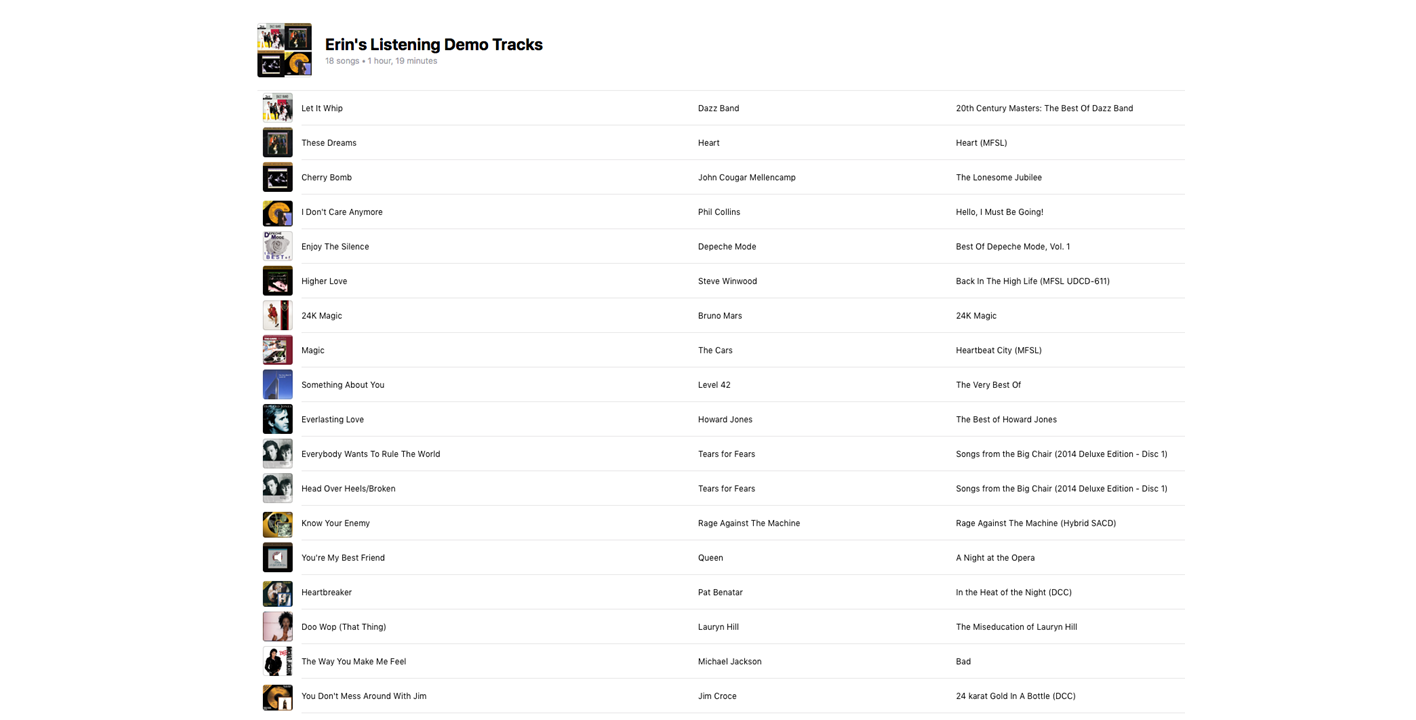 Erin's Listening Demo Tracks
18 songs • 1 hour, 19 minutes
Let It Whip Dazz Band 20th Century Masters: The Best Of Dazz Band
These Dreams Heart Heart (MFSL)
Cherry Bomb John Cougar Mellencamp The Lonesome Jubilee
I Don't Care Anymore Phil Collins Hello, I Must Be Going!
Enjoy The Silence Depeche Mode Best Of Depeche Mode, Vol. 1
Higher Love Steve Winwood Back In The High Life (MFSL UDCD-611)
24K Magic Bruno Mars 24K Magic
Magic The Cars Heartbeat City (MFSL)
Something About You Level 42 The Very Best Of
Everlasting Love Howard Jones The Best of Howard Jones
Everybody Wants To Rule The World Tears for Fears Songs from the Big Chair (2014 Deluxe Edition - Disc 1)
Head Over Heels/Broken Tears for Fears Songs from the Big Chair (2014 Deluxe Edition - Disc 1)
Know Your Enemy Rage Against The Machine Rage Against The Machine (Hybrid SACD)
You're My Best Friend Queen A Night at the Opera
Heartbreaker Pat Benatar In the Heat of the Night (DCC)
Doo Wop (That Thing) Lauryn Hill The Miseducation of Lauryn Hill
The Way You Make Me Feel Michael Jackson Bad
You Don't Mess Around With Jim Jim Croce 24 karat Gold In A Bottle (DCC)